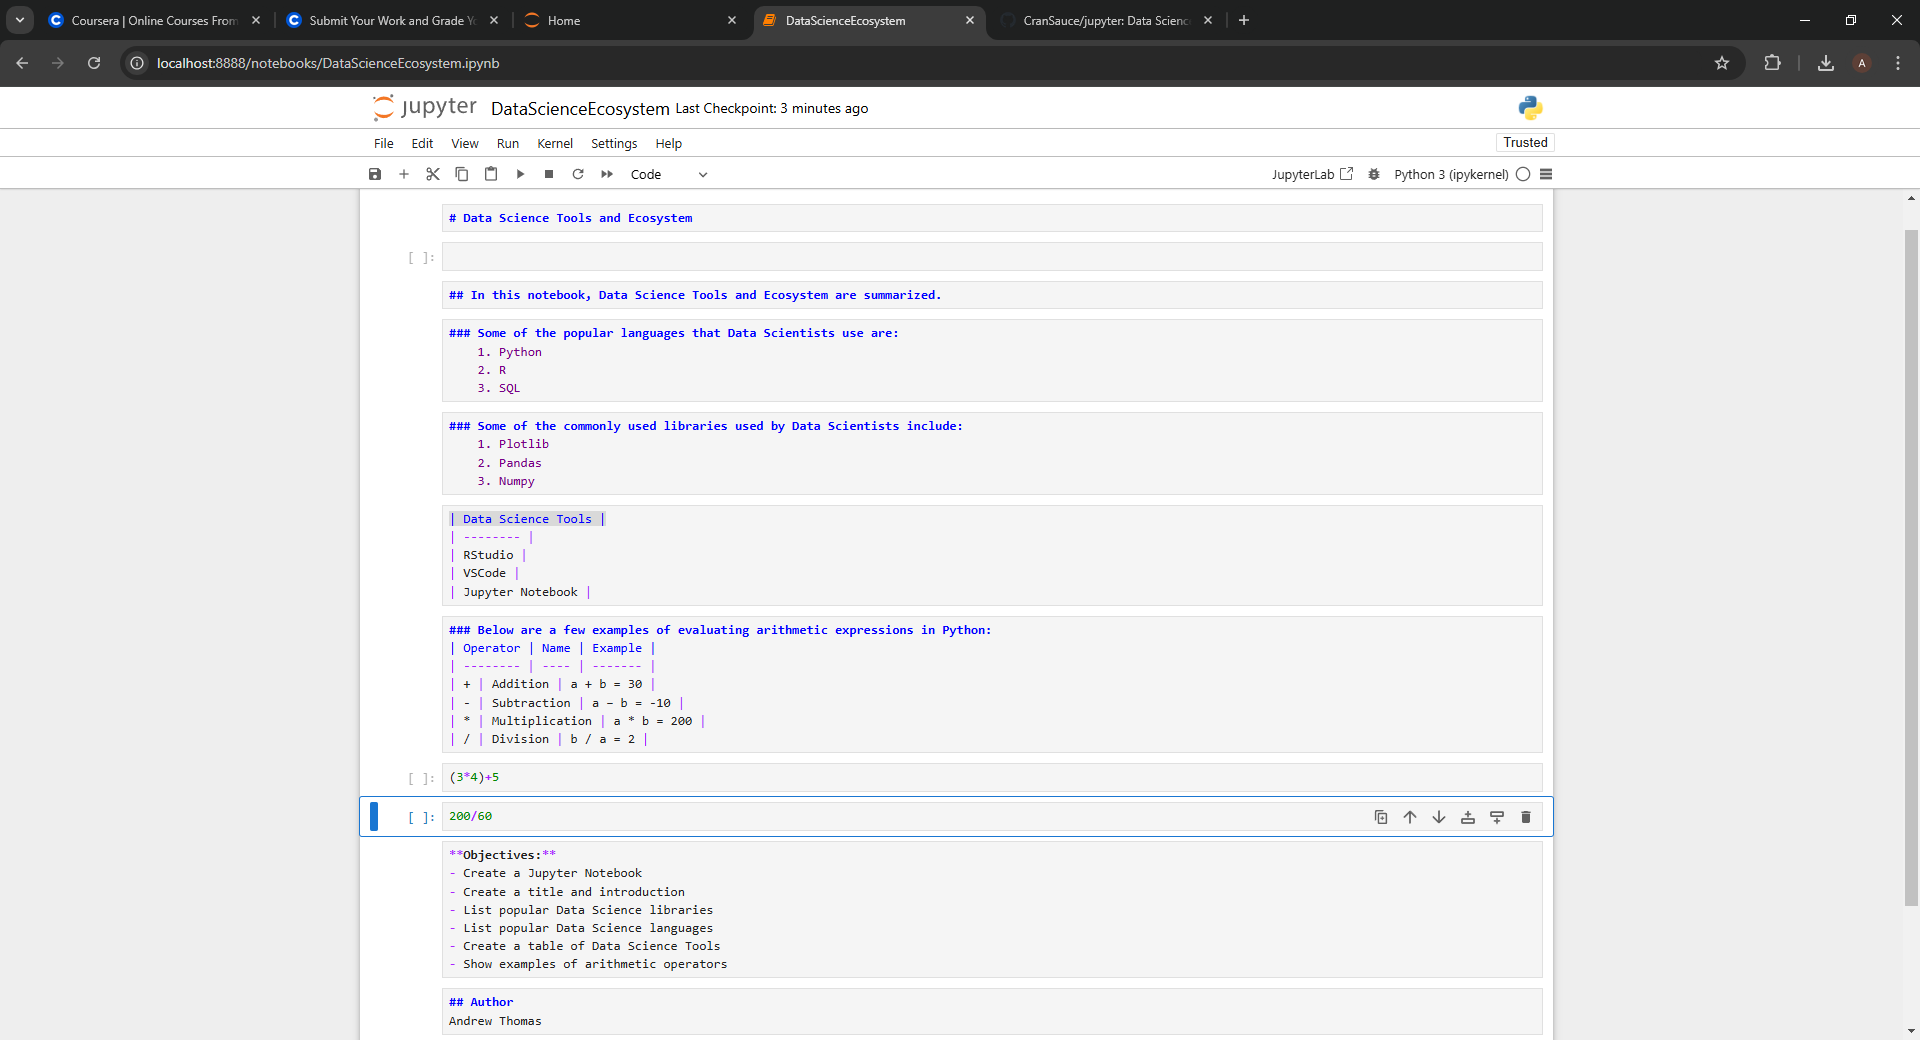 Coursera | Online Courses From
Submit Your Work and Grade Yo
Home
DataScienceEcosystem
CranSauce/jupyter: Data Science
localhost:8888/notebooks/DataScienceEcosystem.ipynb
A
jupyter DataScienceEcosystem Last Checkpoint: 3 minutes ago
File Edit View Run Kernel Settings Help
Trusted
Code
JupyterLab
Python 3 (ipykernel)
# Data Science Tools and Ecosystem
[ ]:
## In this notebook, Data Science Tools and Ecosystem are summarized.
### Some of the popular languages that Data Scientists use are:
1. Python
2. R
3. SQL
### Some of the commonly used libraries used by Data Scientists include:
1. Plotlib
2. Pandas
3. Numpy
| Data Science Tools |
| -------- |
| RStudio |
| VSCode |
| Jupyter Notebook |
### Below are a few examples of evaluating arithmetic expressions in Python:
| Operator | Name | Example |
| -------- | ---- | ------- |
| + | Addition | a + b = 30 |
| - | Subtraction | a – b = -10 |
| * | Multiplication | a * b = 200 |
| / | Division | b / a = 2 |
[ ]: (3*4)+5
[ ]: 200/60
**Objectives:**
- Create a Jupyter Notebook
- Create a title and introduction
- List popular Data Science libraries
- List popular Data Science languages
- Create a table of Data Science Tools
- Show examples of arithmetic operators
## Author
Andrew Thomas